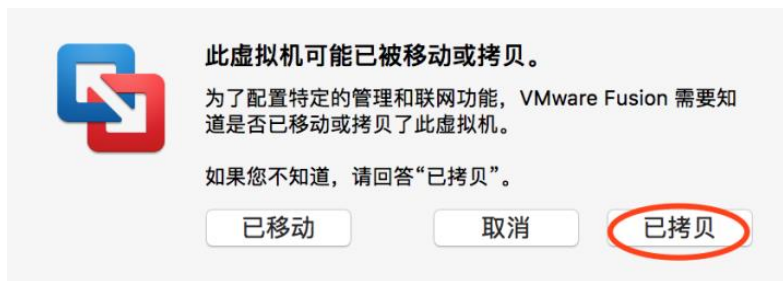 此虚拟机可能已被移动或拷贝。
为了配置特定的管理和联网功能，VMware Fusion 需要知
道是否已移动或拷贝了此虚拟机。
如果您不知道，请回答“已拷贝”。
已移动
取消
已拷贝